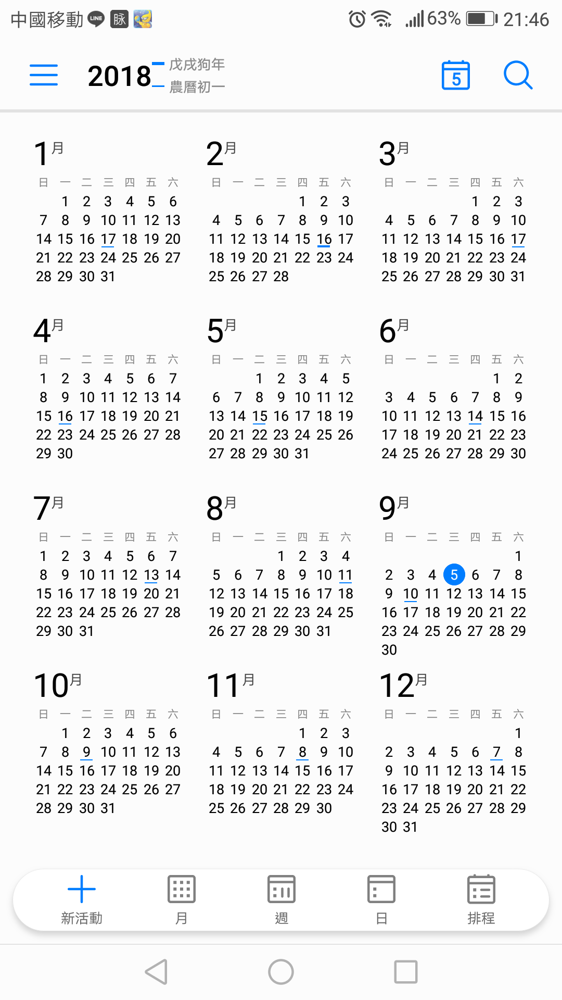 中國移動 LINE 脉 63% 21:46
2018 戊戌狗年
農曆初一
5
1月 2月 3月
日 一 二 三 四 五 六 日 一 二 三 四 五 六 日 一 二 三 四 五 六
1 2 3 4 5 6 1 2 3 1 2 3
7 8 9 10 11 12 13 4 5 6 7 8 9 10 4 5 6 7 8 9 10
14 15 16 17 18 19 20 11 12 13 14 15 16 17 11 12 13 14 15 16 17
21 22 23 24 25 26 27 18 19 20 21 22 23 24 18 19 20 21 22 23 24
28 29 30 31 25 26 27 28 25 26 27 28 29 30 31
4月 5月 6月
日 一 二 三 四 五 六 日 一 二 三 四 五 六 日 一 二 三 四 五 六
1 2 3 4 5 6 7 1 2 3 4 5 1 2
8 9 10 11 12 13 14 6 7 8 9 10 11 12 3 4 5 6 7 8 9
15 16 17 18 19 20 21 13 14 15 16 17 18 19 10 11 12 13 14 15 16
22 23 24 25 26 27 28 20 21 22 23 24 25 26 17 18 19 20 21 22 23
29 30 27 28 29 30 31 24 25 26 27 28 29 30
7月 8月 9月
日 一 二 三 四 五 六 日 一 二 三 四 五 六 日 一 二 三 四 五 六
1 2 3 4 5 6 7 1 2 3 4 1
8 9 10 11 12 13 14 5 6 7 8 9 10 11 2 3 4 5 6 7 8
15 16 17 18 19 20 21 12 13 14 15 16 17 18 9 10 11 12 13 14 15
22 23 24 25 26 27 28 19 20 21 22 23 24 25 16 17 18 19 20 21 22
29 30 31 26 27 28 29 30 31 23 24 25 26 27 28 29
30
10月 11月 12月
日 一 二 三 四 五 六 日 一 二 三 四 五 六 日 一 二 三 四 五 六
1 2 3 4 5 6 1 2 3 1
7 8 9 10 11 12 13 4 5 6 7 8 9 10 2 3 4 5 6 7 8
14 15 16 17 18 19 20 11 12 13 14 15 16 17 9 10 11 12 13 14 15
21 22 23 24 25 26 27 18 19 20 21 22 23 24 16 17 18 19 20 21 22
28 29 30 31 25 26 27 28 29 30 23 24 25 26 27 28 29
30 31
新活動 月 週 日 排程